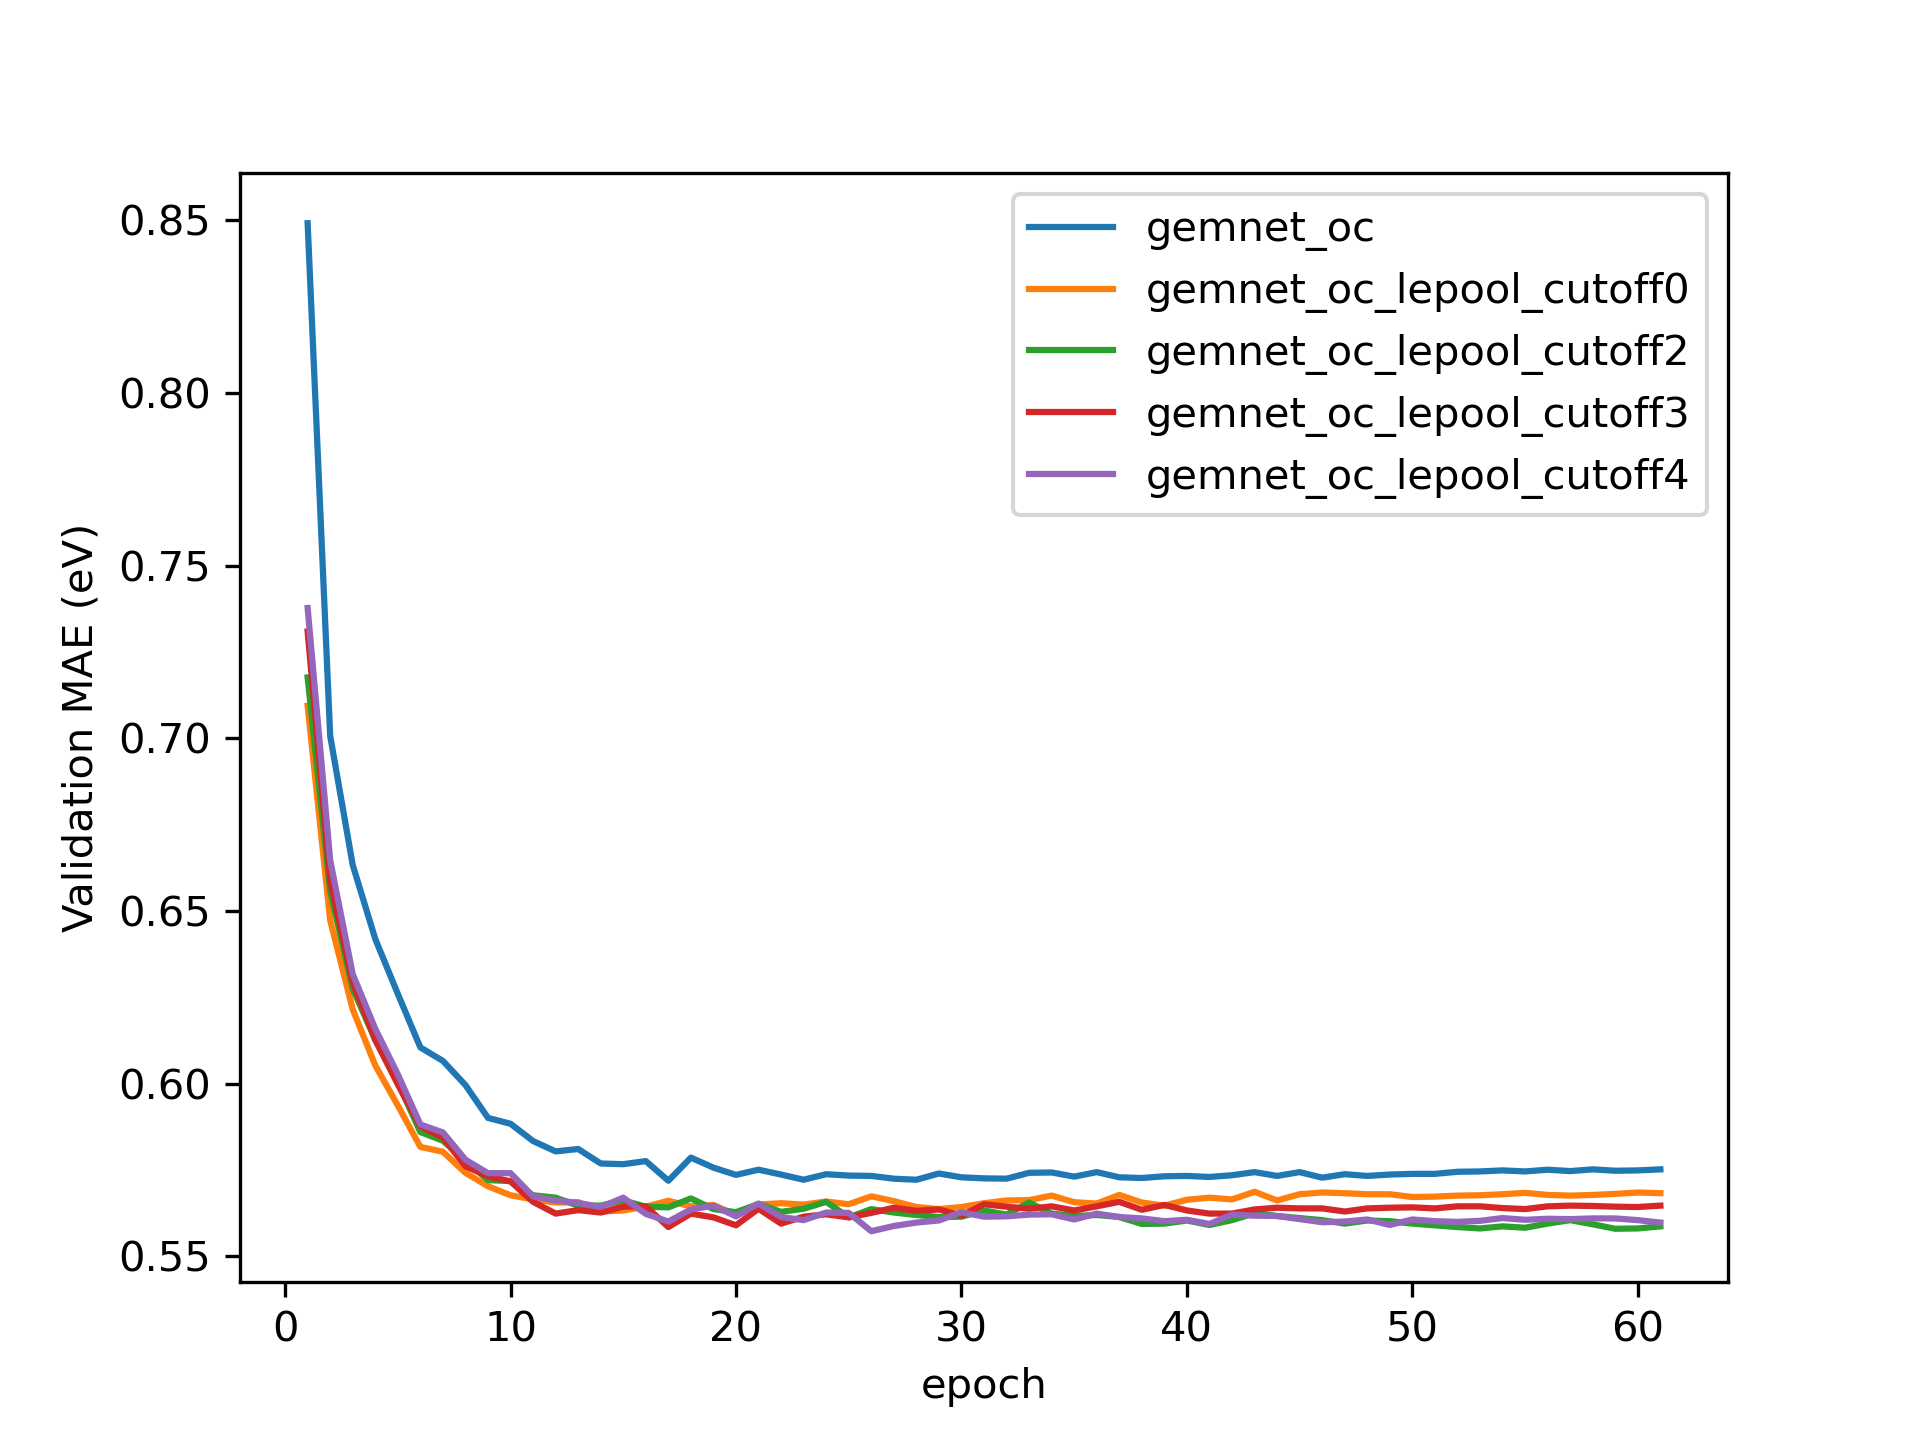 gemnet_oc
gemnet_oc_lepool_cutoff0
gemnet_oc_lepool_cutoff2
gemnet_oc_lepool_cutoff3
gemnet_oc_lepool_cutoff4
Validation MAE (eV)
0.85
0.80
0.75
0.70
0.65
0.60
0.55
0 10 20 30 40 50 60
epoch